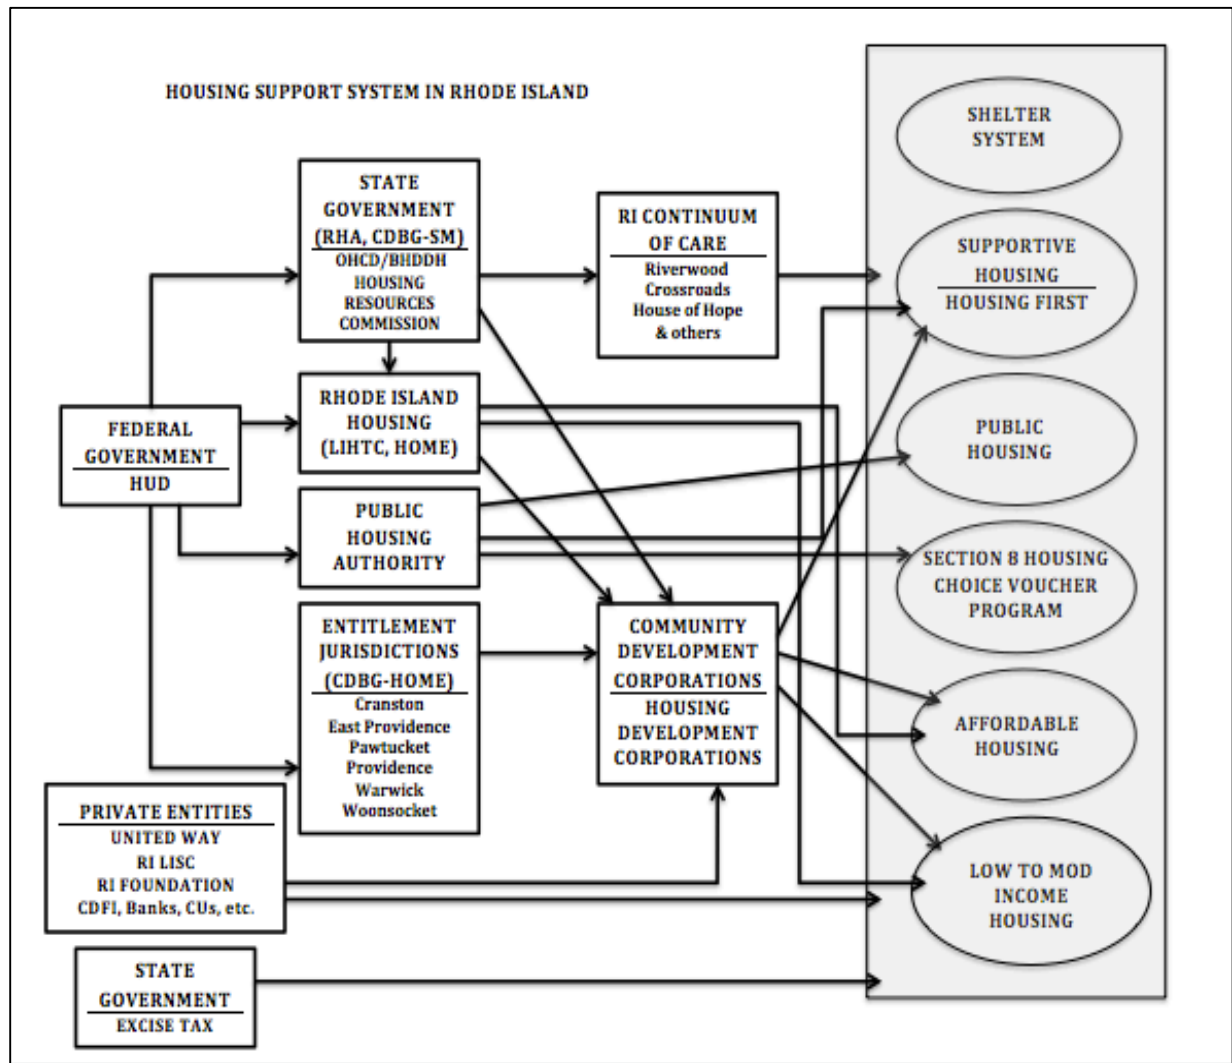 HOUSING SUPPORT SYSTEM IN RHODE ISLAND
STATE
GOVERNMENT
(RHA, CDBG-SM)
OHCD/BHDDH
HOUSING
RESOURCES
COMMISSION
RI CONTINUUM
OF CARE
Riverwood
Crossroads
House of Hope
& others
FEDERAL
GOVERNMENT
HUD
RHODE ISLAND
HOUSING
(LIHTC, HOME)
PUBLIC
HOUSING
AUTHORITY
ENTITLEMENT
JURISDICTIONS
(CDBG-HOME)
Cranston
East Providence
Pawtucket
Providence
Warwick
Woonsocket
COMMUNITY
DEVELOPMENT
CORPORATIONS
HOUSING
DEVELOPMENT
CORPORATIONS
PRIVATE ENTITIES
UNITED WAY
RI LISC
RI FOUNDATION
CDFI, Banks, CUs, etc.
STATE
GOVERNMENT
EXCISE TAX
SHELTER
SYSTEM
SUPPORTIVE
HOUSING
HOUSING FIRST
PUBLIC
HOUSING
SECTION 8 HOUSING
CHOICE VOUCHER
PROGRAM
AFFORDABLE
HOUSING
LOW TO MOD
INCOME
HOUSING